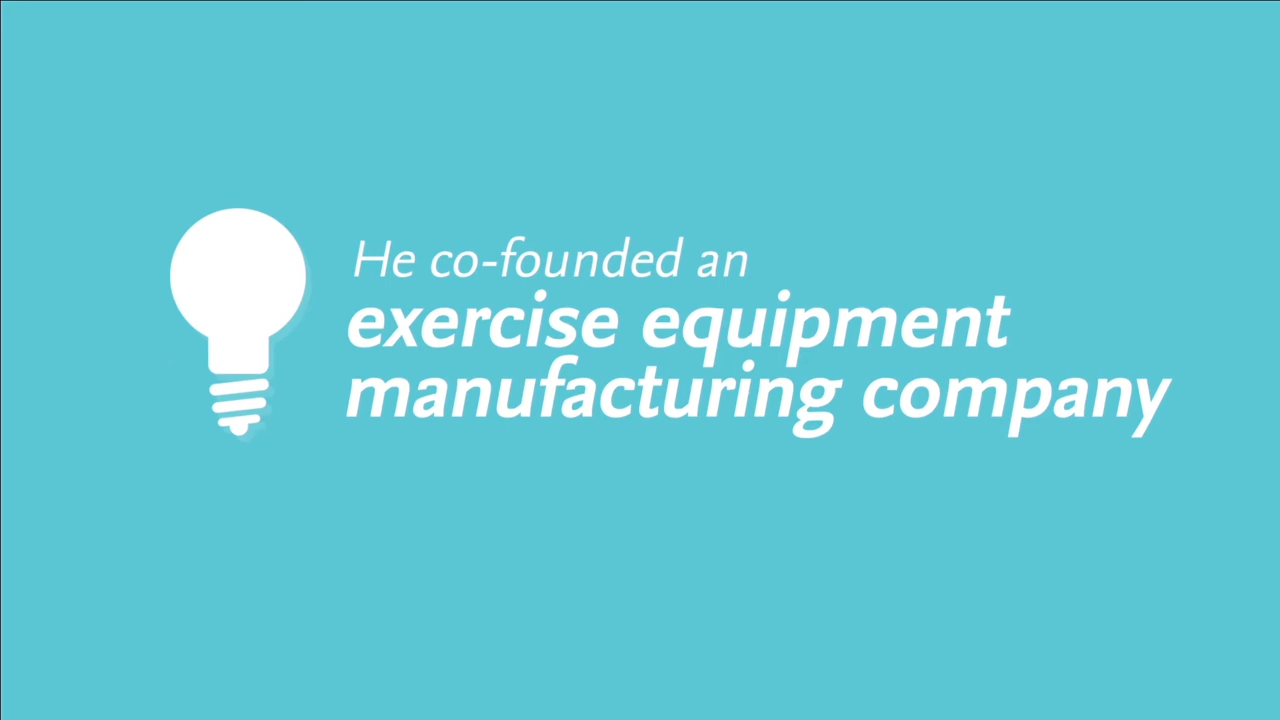 He co-founded an
exercise equipment
manufacturing company